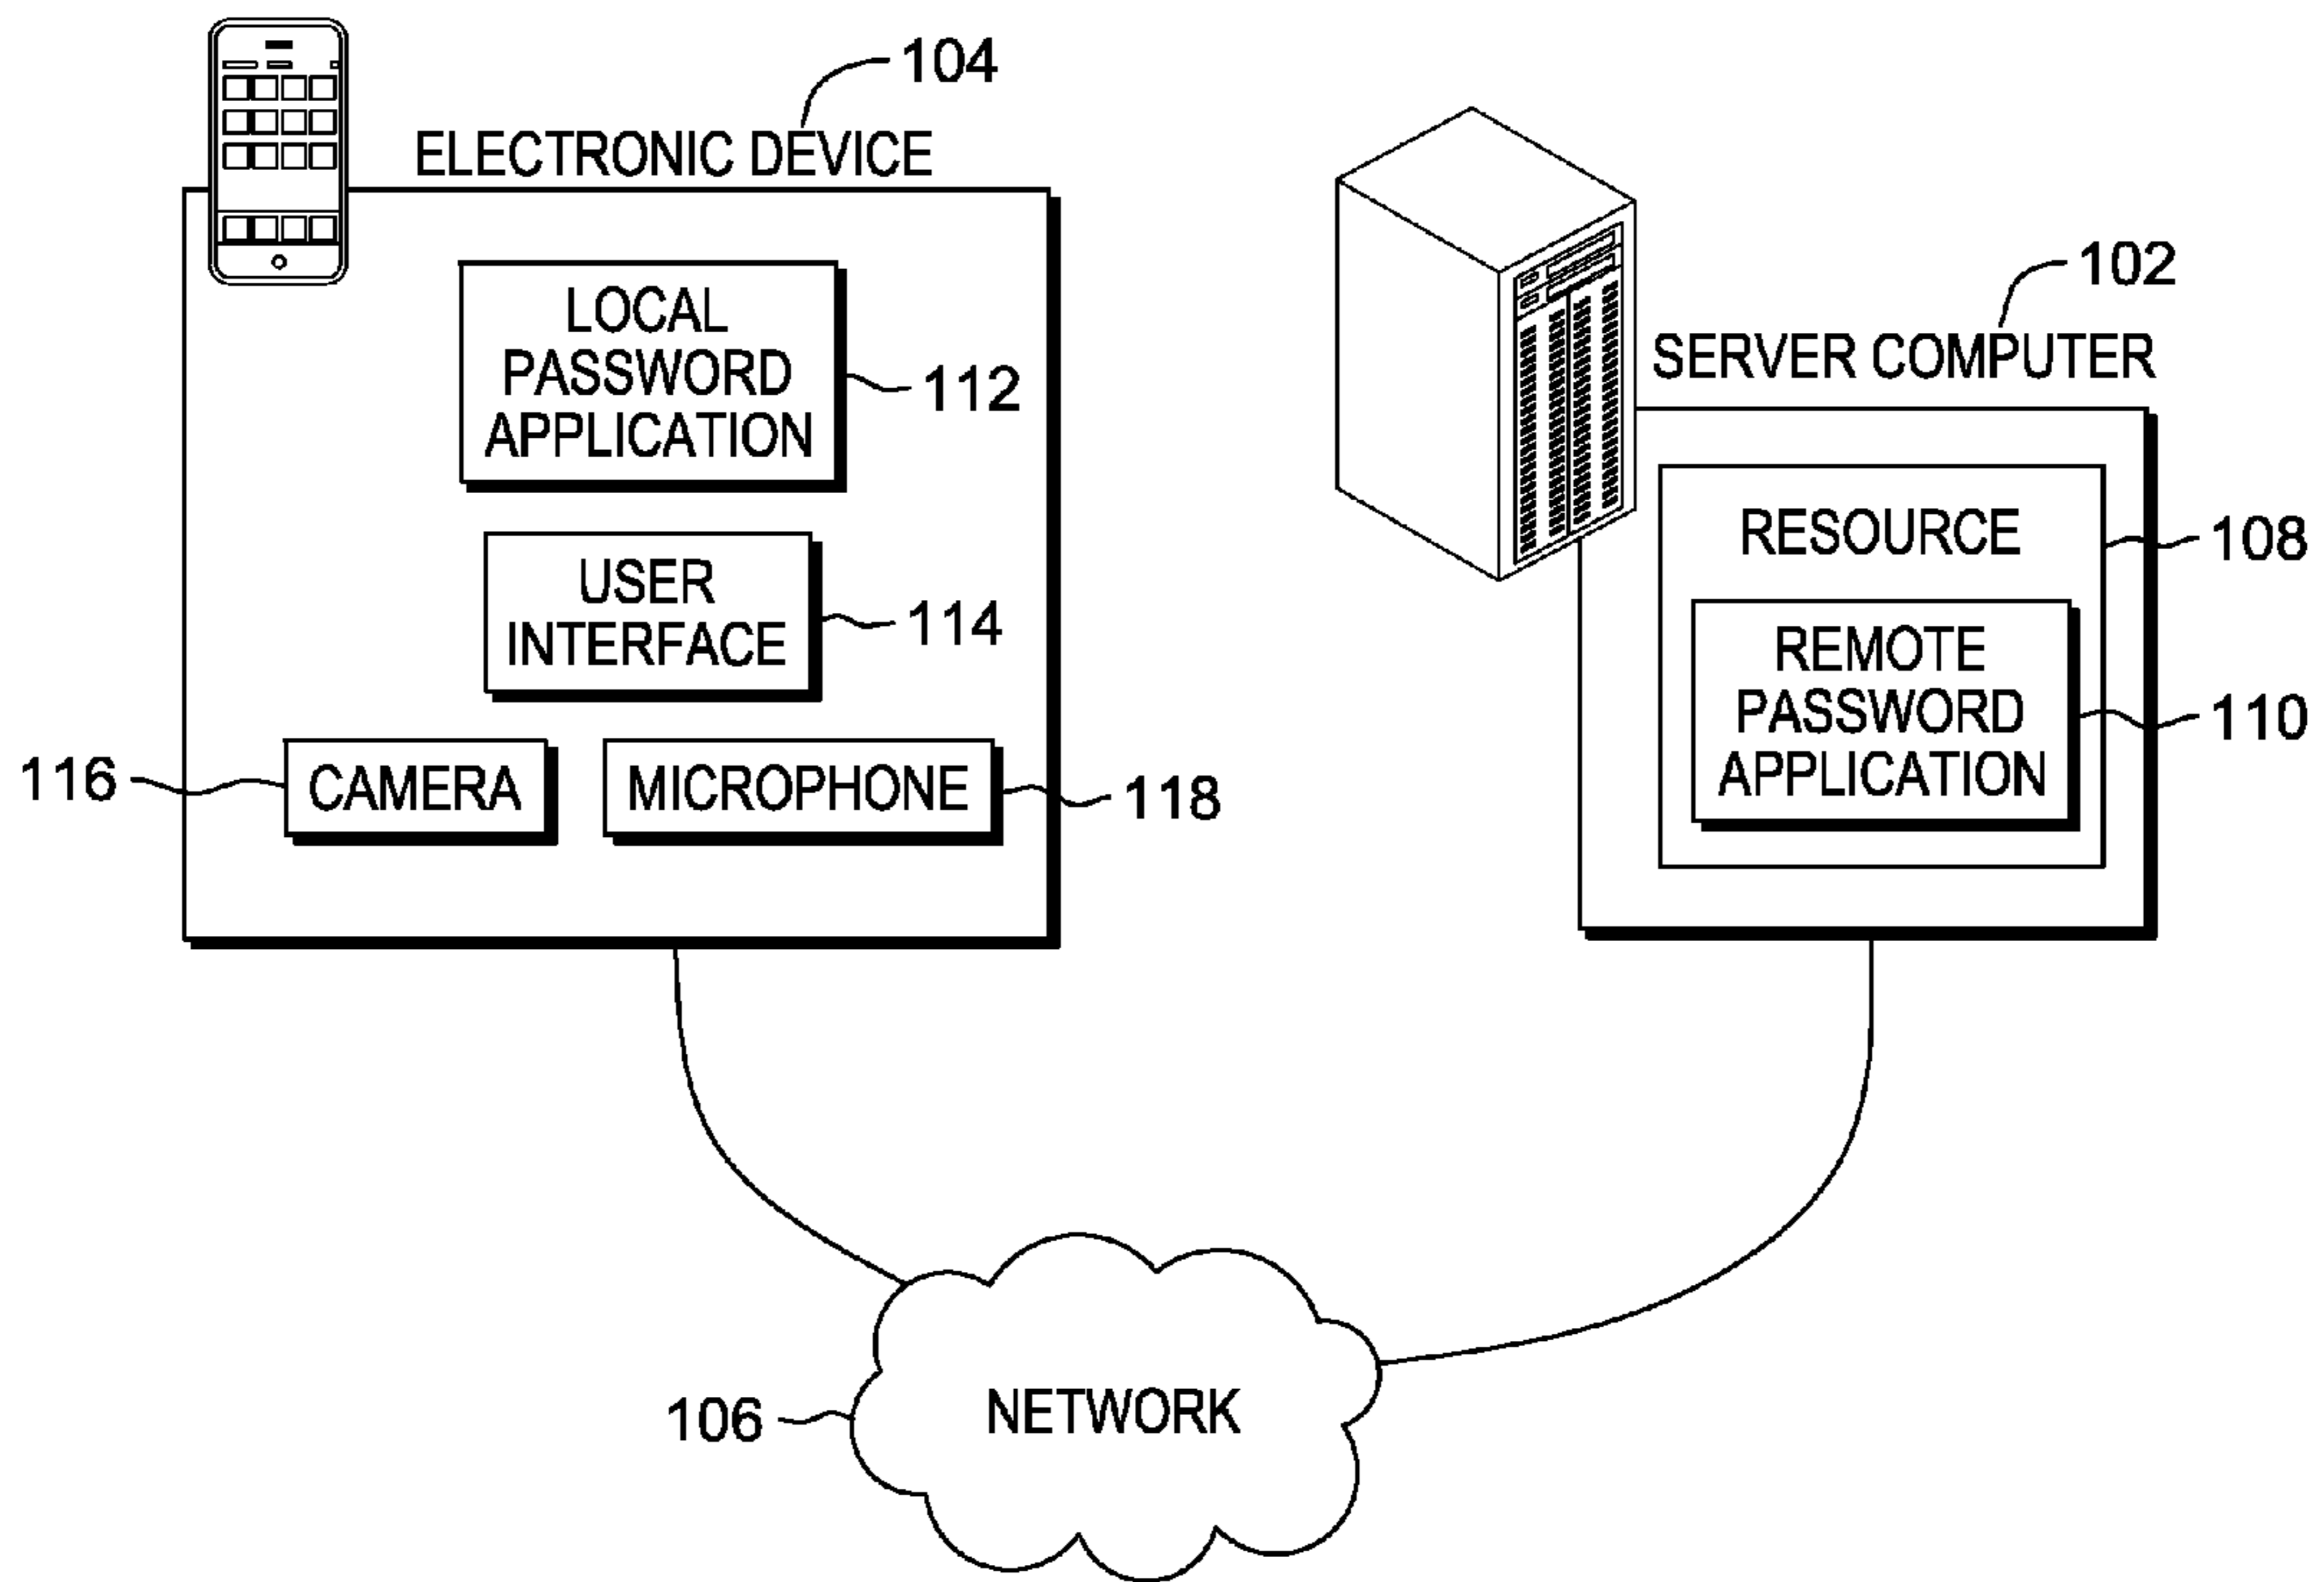 104
ELECTRONIC DEVICE
LOCAL
PASSWORD
APPLICATION
112
USER
INTERFACE
114
116
CAMERA
MICROPHONE
118
102
SERVER COMPUTER
RESOURCE
108
REMOTE
PASSWORD
APPLICATION
110
106
NETWORK